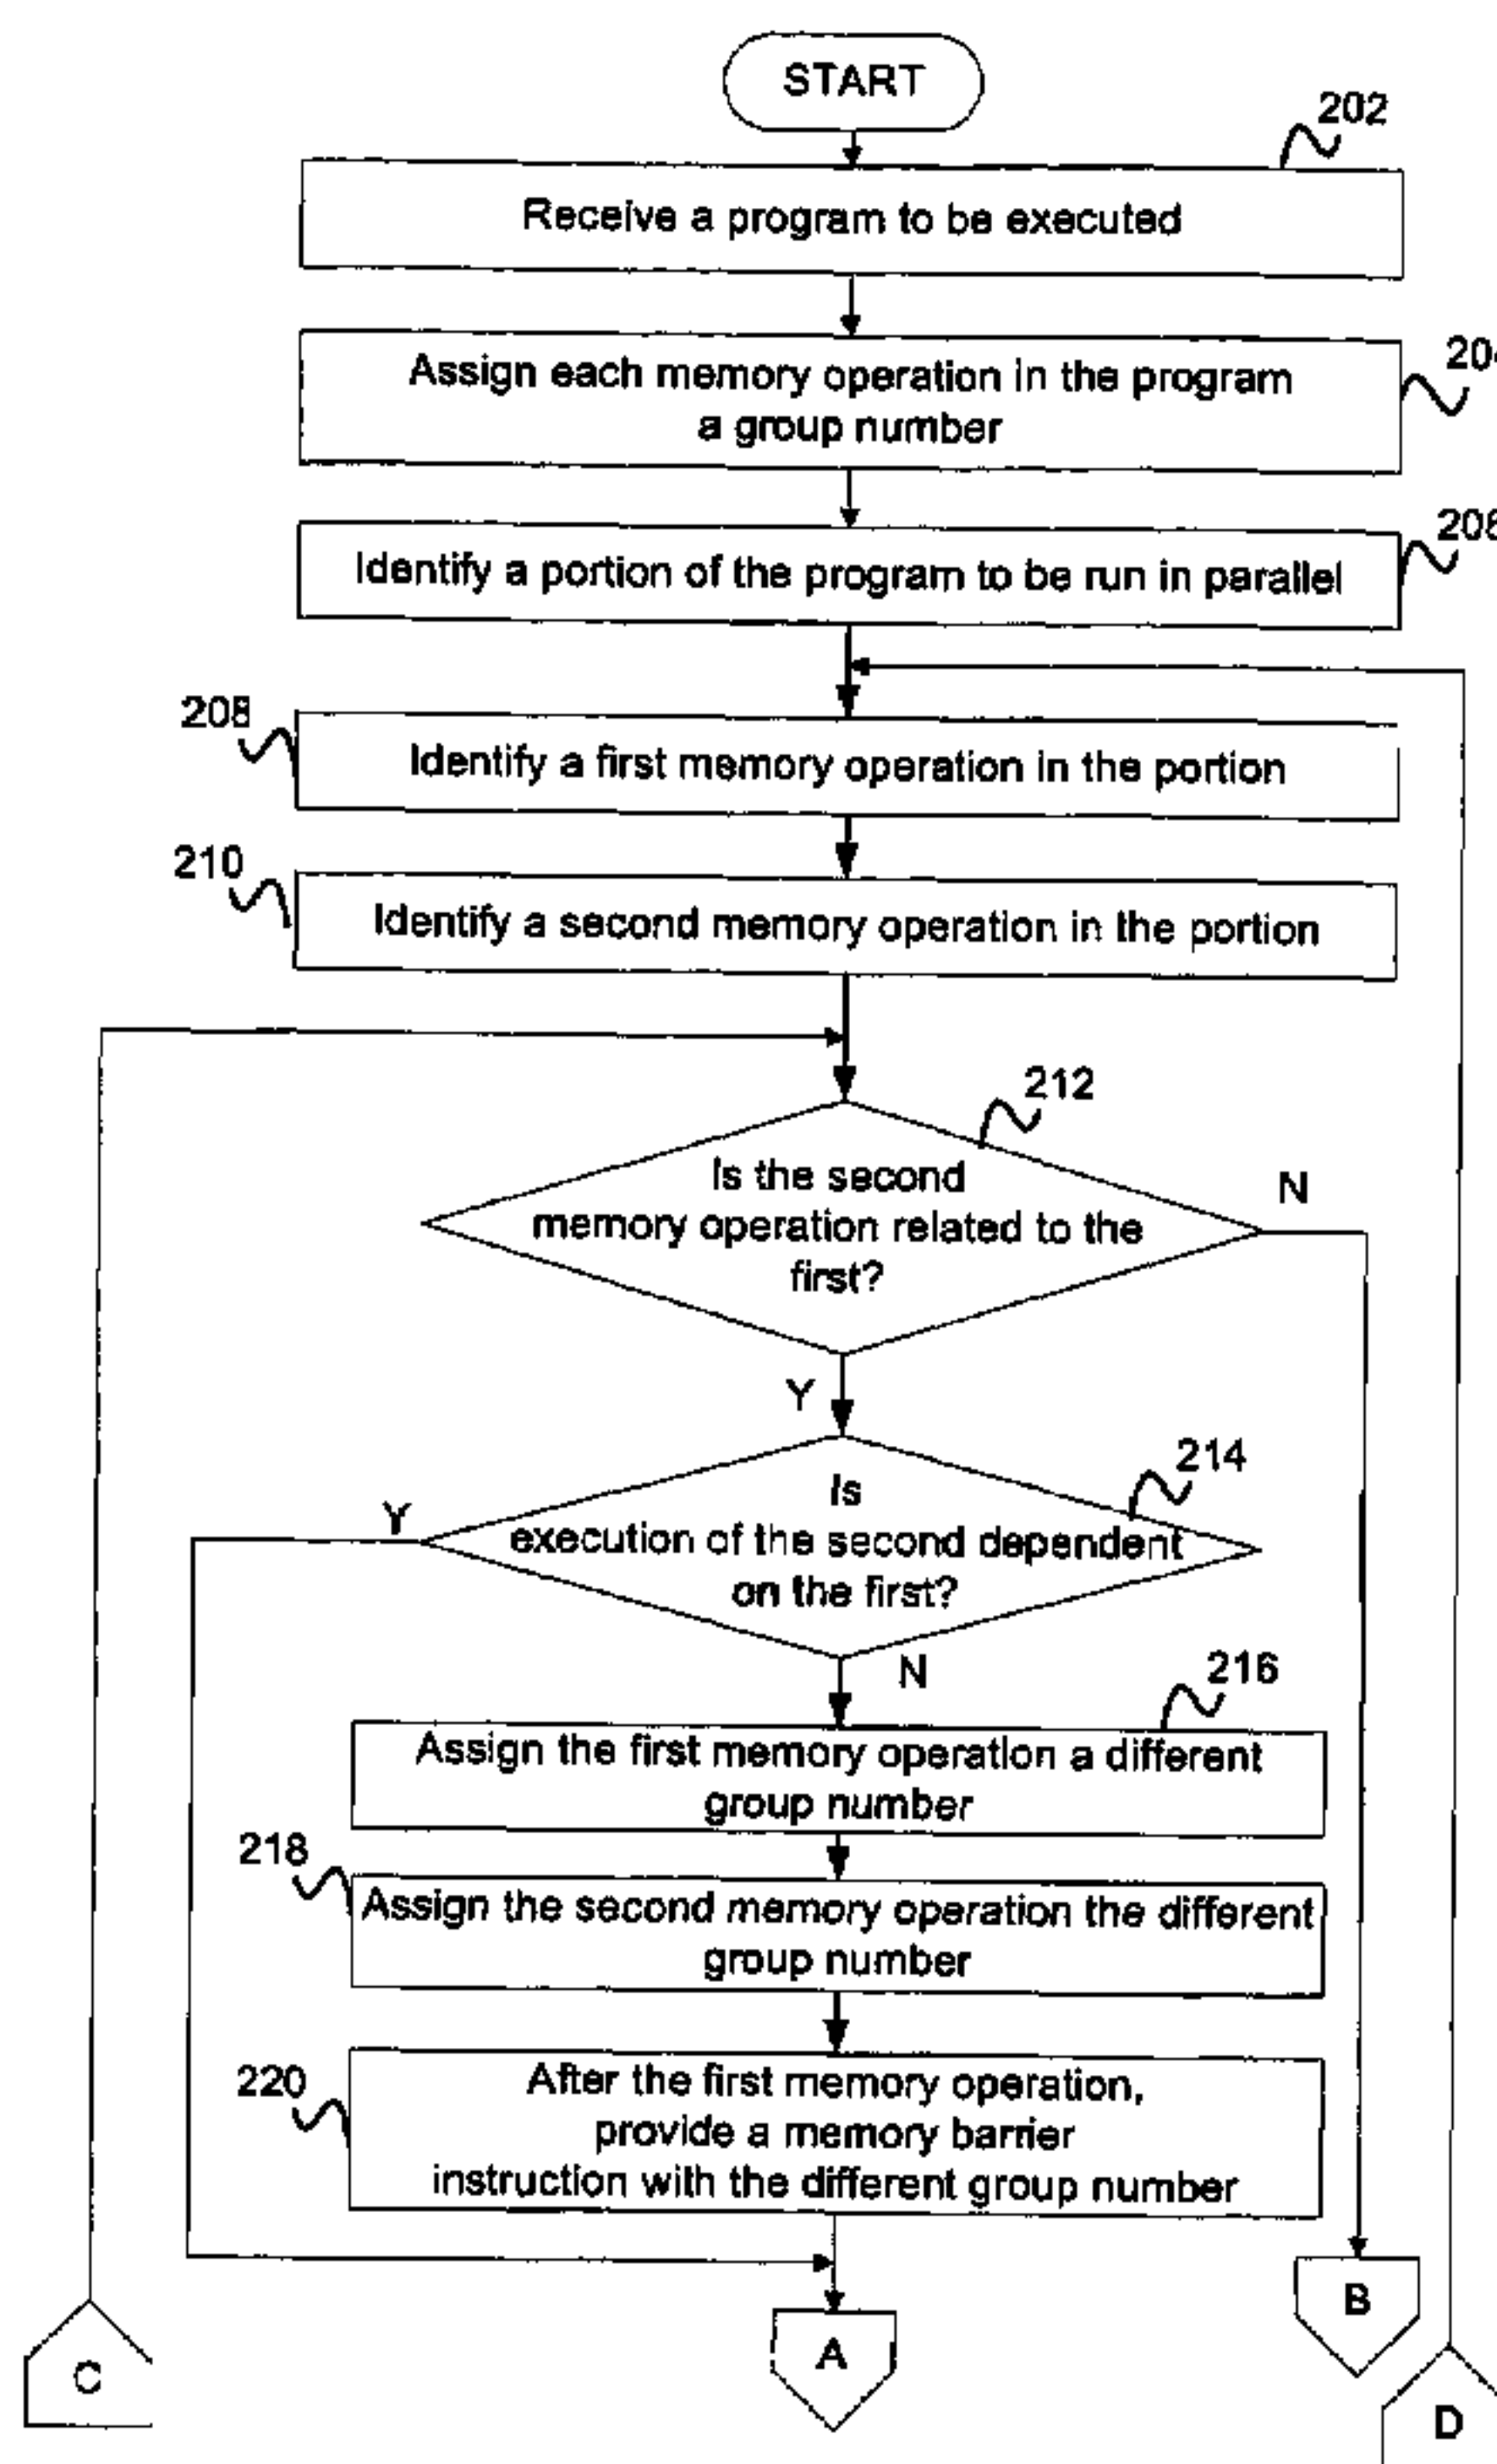 START
202
Receive a program to be executed
Assign each memory operation in the program
a group number
Identify a portion of the program to be run in parallel
208
Identify a first memory operation in the portion
210
Identify a second memory operation in the portion
212
Is the second
memory operation related to the
first?
N
Y
214
Is
execution of the second dependent
on the first?
Y
N
216
Assign the first memory operation a different
group number
218
Assign the second memory operation the different
group number
220
After the first memory operation,
provide a memory barrier
instruction with the different group number
B
A
C
D